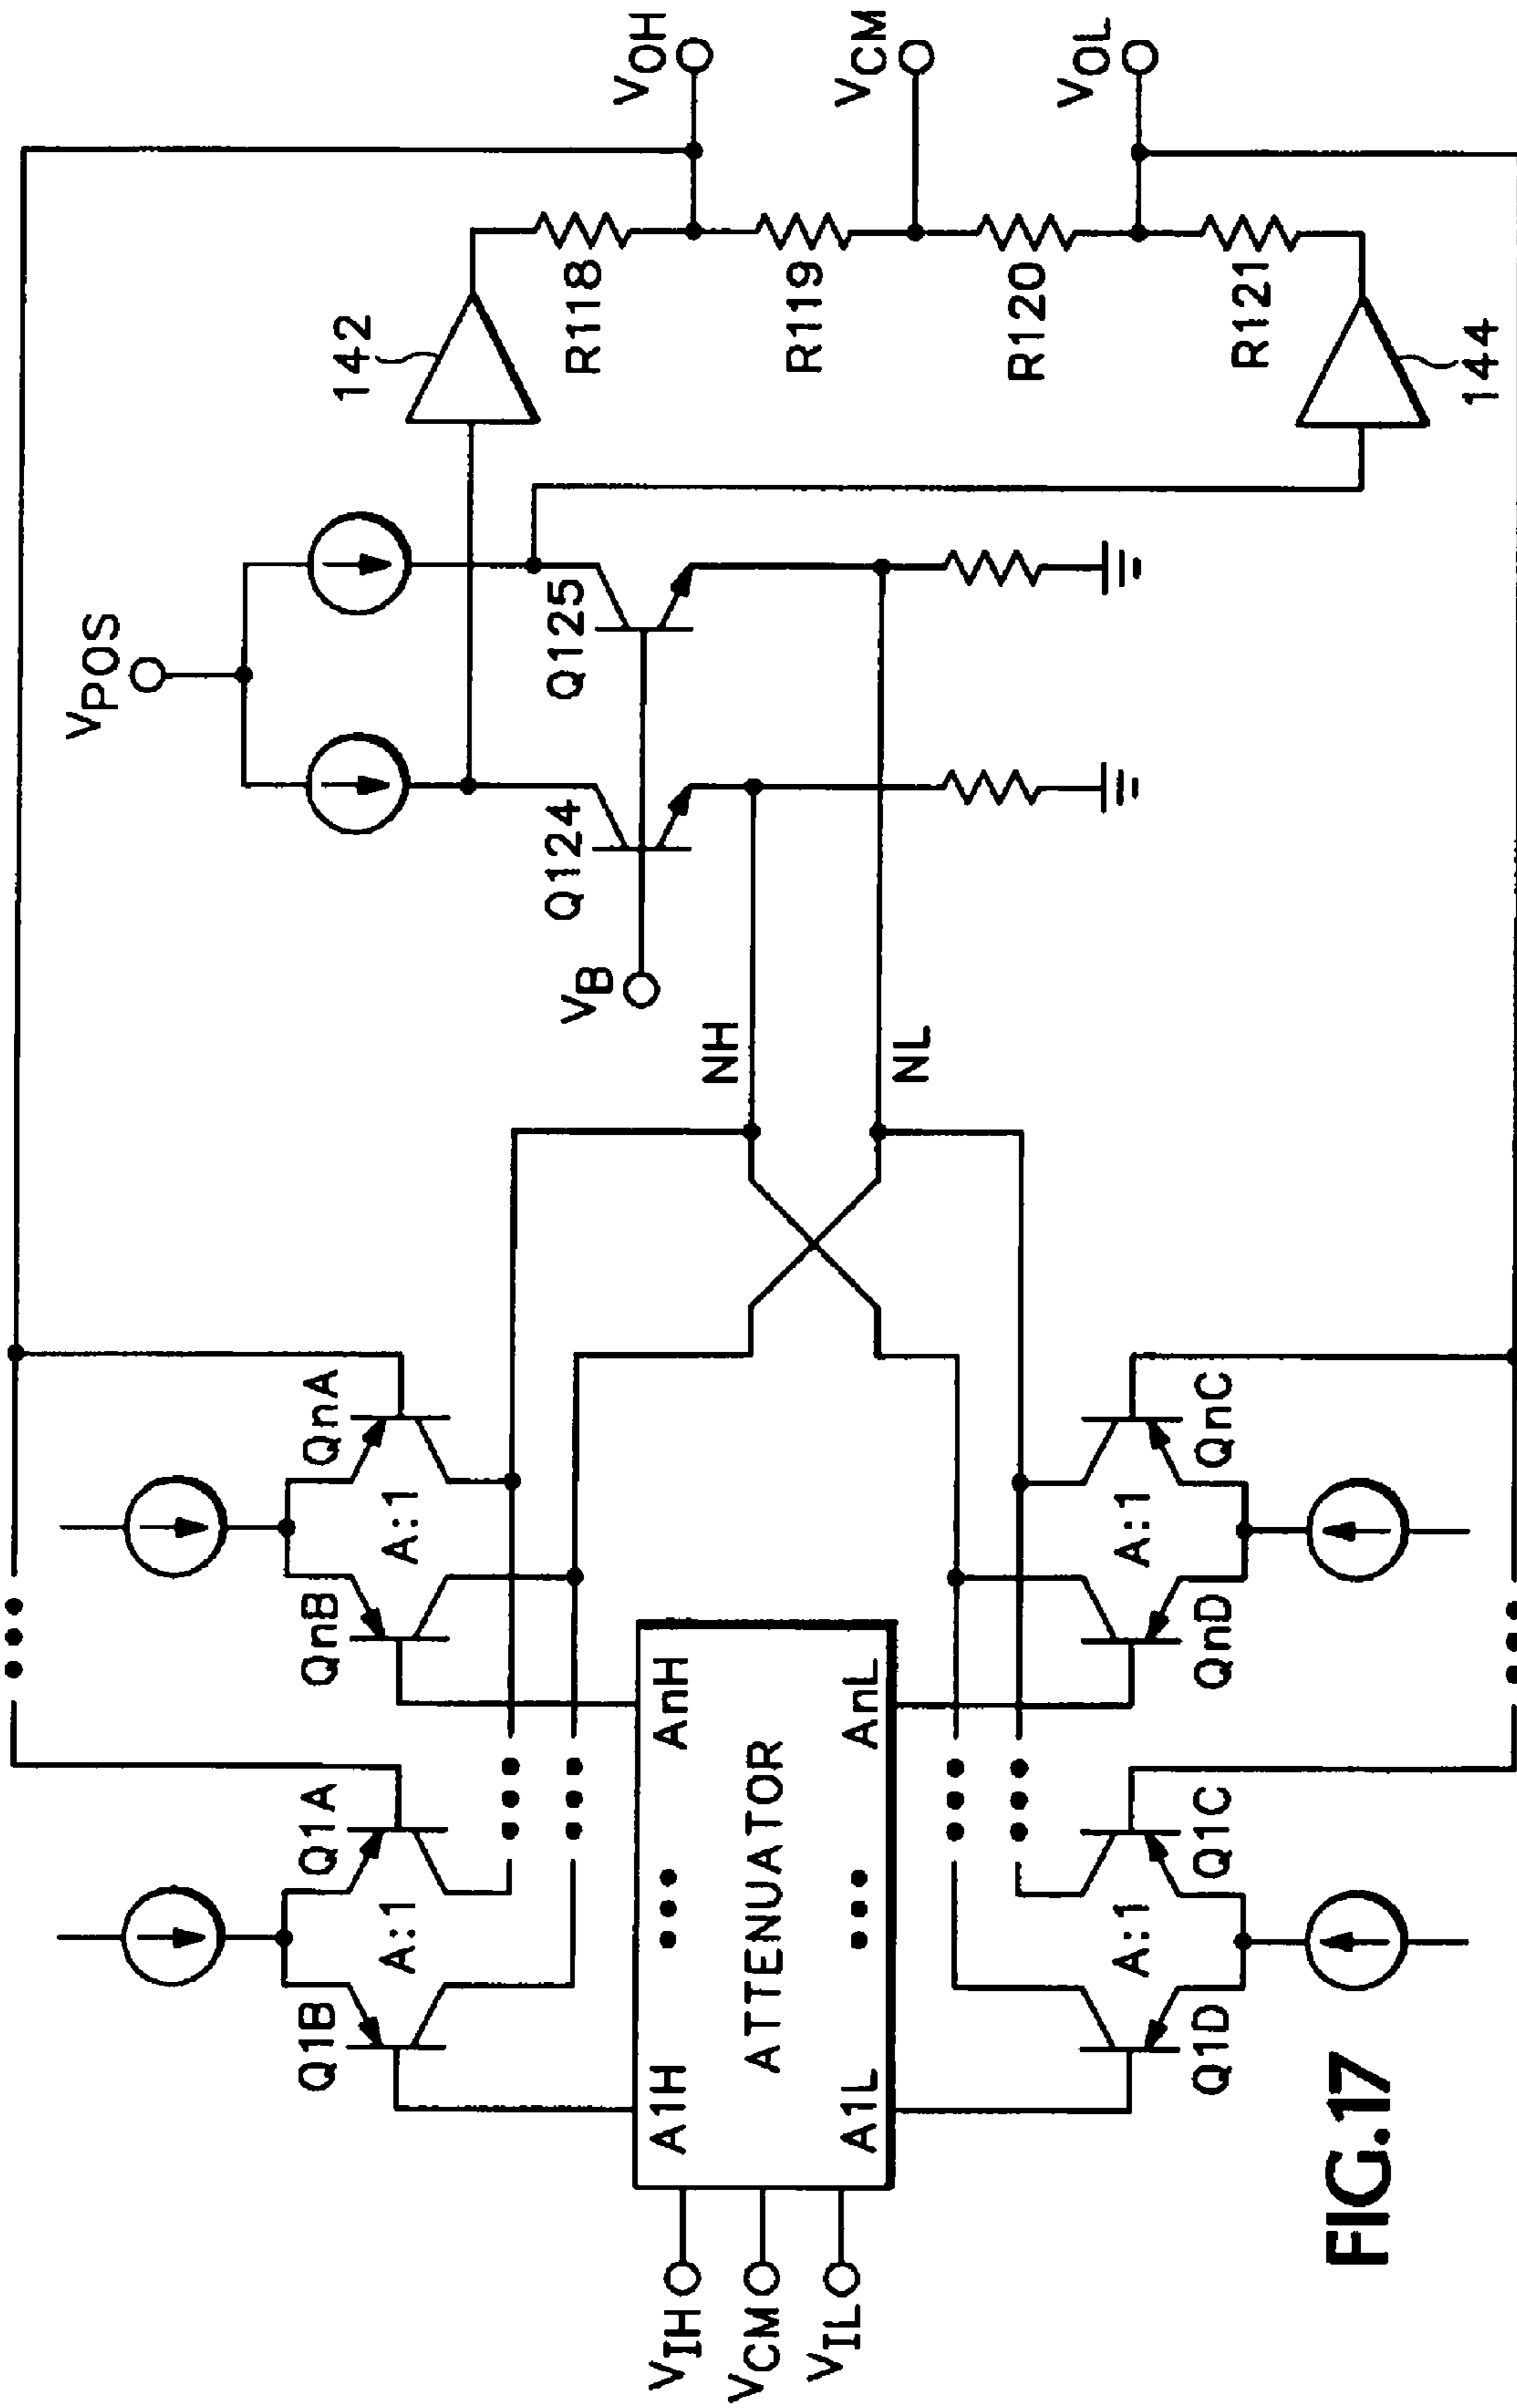 VPOS
142
VOH
VCM
VOL
R118
R119
R120
R121
144
Q124
Q125
VB
NH
NL
Q1B
Q1A
A:1
QnB
QnA
A:1
A1H
AnH
ATTENUATOR
A1L
AnL
VIH
VCM
VIL
Q1D
Q1C
A:1
QnD
QnC
A:1
FIG.17